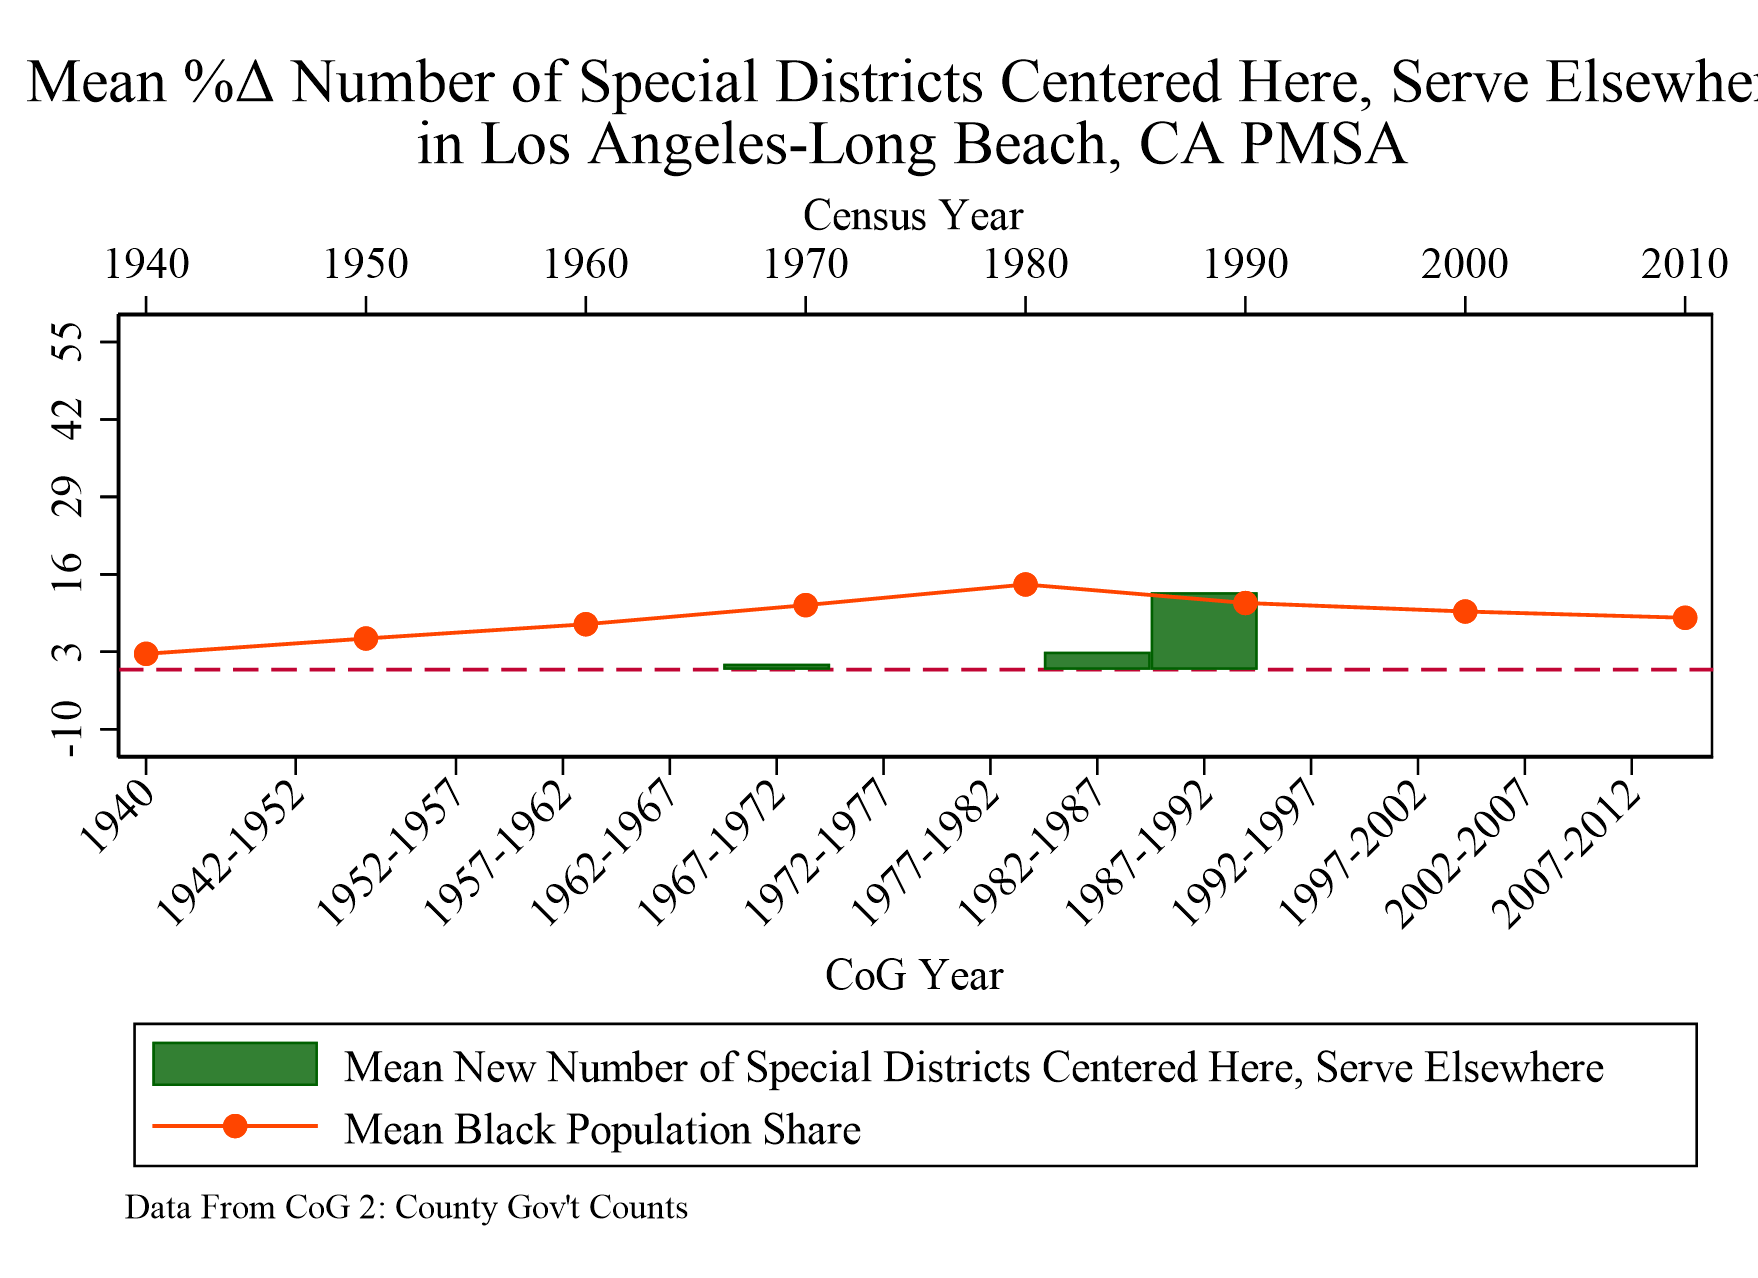 Mean %Δ Number of Special Districts Centered Here, Serve
in Los Angeles-Long Beach, CA PMSA
Census Year
1940 1950 1960 1970 1980 1990 2000 2010
55
42
29
16
3
-10
1940 1942-1952 1952-1957 1957-1962 1962-1967 1967-1972 1972-1977 1977-1982 1982-1987 1987-1992 1992-1997 1997-2002 2002-2007 2007-2012
CoG Year
Mean New Number of Special Districts Centered Here, Serve Elsewhere
Mean Black Population Share
Data From CoG 2: County Gov't Counts